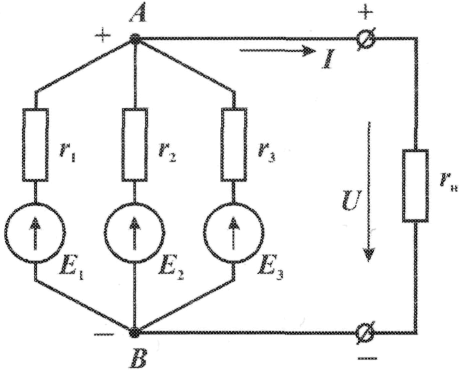 A
+
+
I
r₁
r₂
r₃
U
rн
E₁
E₂
E₃
−
B
−